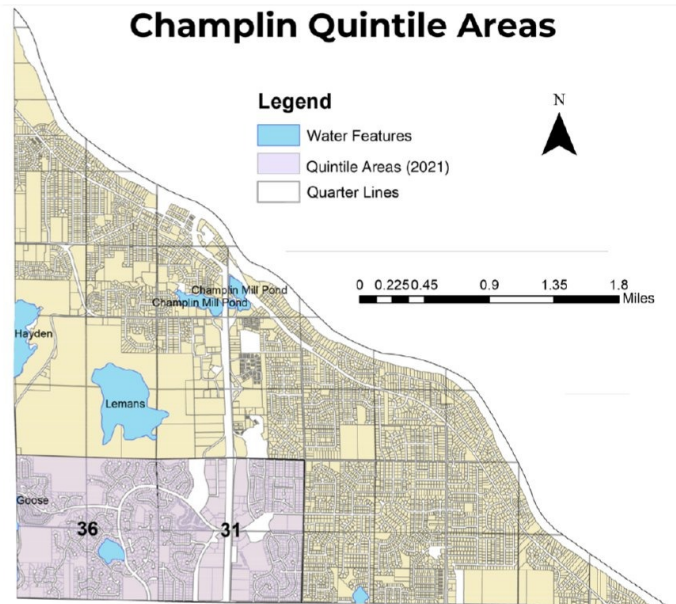 Champlin Quintile Areas
Legend
Water Features
Quintile Areas (2021)
Quarter Lines
N
0 0.225 0.45 0.9 1.35 1.8
Miles
Champlin Mill Pond
Champlin Mill Pond
Hayden
Lemans
Goose
36
31